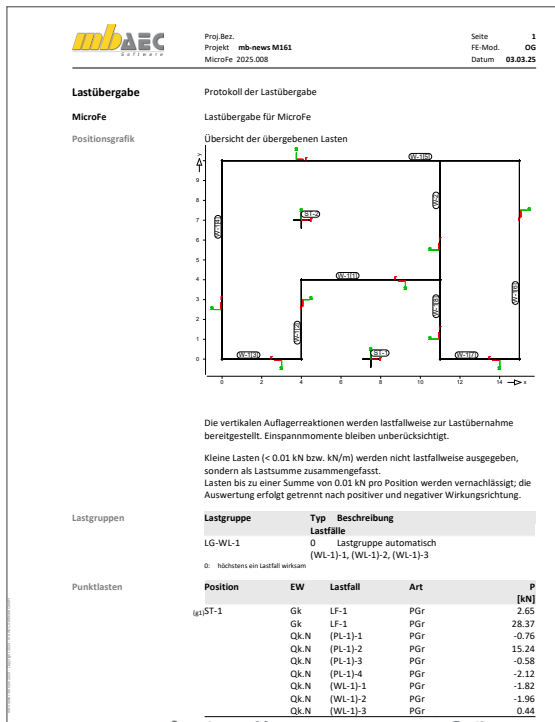 mbAEC
Software
Proj.Bez.
Seite 1
Projekt mb-news M161
FE-Mod. OG
MicroFe 2025.008
Datum 03.03.25
Lastübergabe
Protokoll der Lastübergabe
MicroFe
Lastübergabe für MicroFe
Positionsgrafik
Übersicht der übergebenen Lasten
y
9
8
7
6
5
4
3
2
1
0
0 2 4 6 8 10 12 14 x
W-1(5)
W-2
ST-2
W-1(4)
W-1(1)
W-1(6)
W-1(8)
W-1(2)
W-1(3)
ST-1
W-1(7)
Die vertikalen Auflagerreaktionen werden lastfallweise zur Lastübernahme
bereitgestellt. Einspannmomente bleiben unberücksichtigt.
Kleine Lasten (< 0.01 kN bzw. kN/m) werden nicht lastfallweise ausgegeben,
sondern als Lastsumme zusammengefasst.
Lasten bis zu einer Summe von 0.01 kN pro Position werden vernachlässigt; die
Auswertung erfolgt getrennt nach positiver und negativer Wirkungsrichtung.
Lastgruppen
Lastgruppe Typ Beschreibung
Lastfälle
LG-WL-1 0 Lastgruppe automatisch
(WL-1)-1, (WL-1)-2, (WL-1)-3
0: höchstens ein Lastfall wirksam
Punktlasten
Position EW Lastfall Art P
[kN]
(g1)ST-1 Gk LF-1 PGr 2.65
Gk LF-1 PGr 28.37
Qk.N (PL-1)-1 PGr -0.76
Qk.N (PL-1)-2 PGr 15.24
Qk.N (PL-1)-3 PGr -0.58
Qk.N (PL-1)-4 PGr -2.12
Qk.N (WL-1)-1 PGr -1.82
Qk.N (WL-1)-2 PGr -1.96
Qk.N (WL-1)-3 PGr 0.44